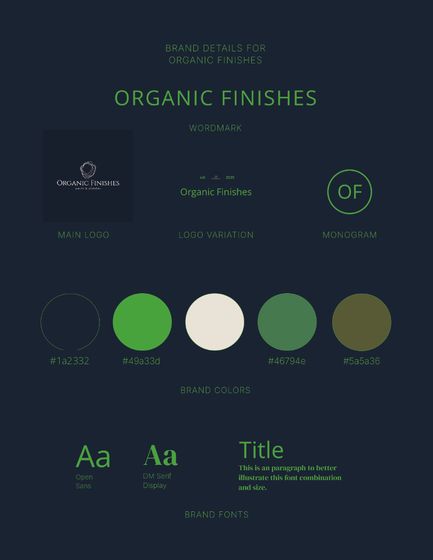 BRAND DETAILS FOR
ORGANIC FINISHES
ORGANIC FINISHES
WORDMARK
ORGANIC FINISHES
Organic Finishes
OF
MAIN LOGO
LOGO VARIATION
MONOGRAM
#1a2332
#49a33d
#46794e
#5a5a36
BRAND COLORS
Aa
Open
Sans
Aa
DM Serif
Display
Title
This is an paragraph to better
illustrate this font combination
and size.
BRAND FONTS